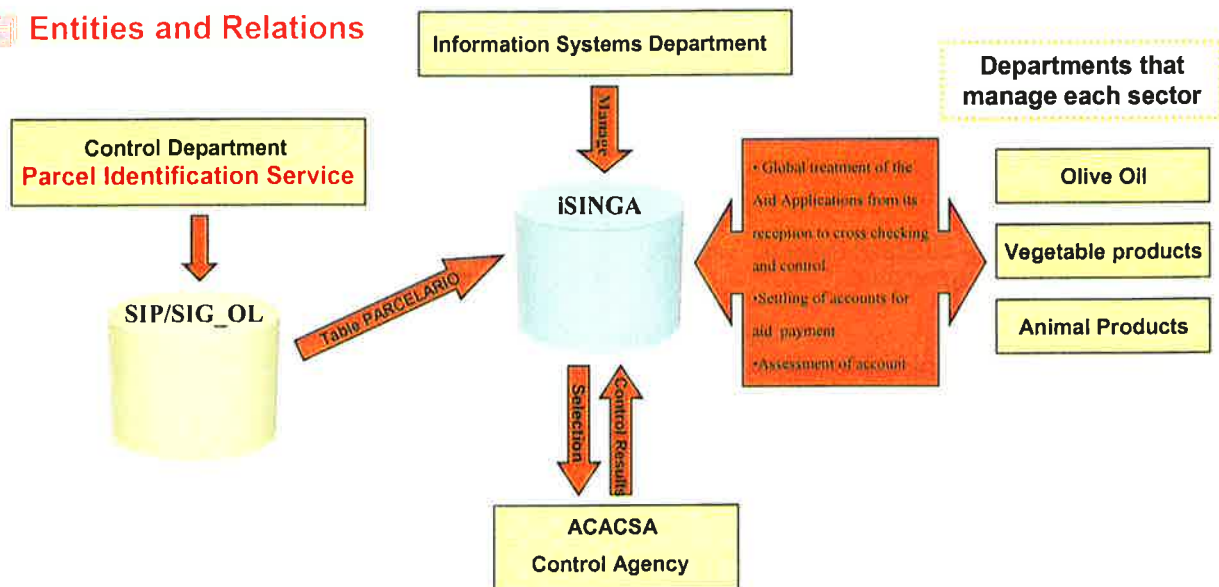 Entities and Relations
Information Systems Department
Departments that
manage each sector
Control Department
Parcel Identification Service
Manage
iSINGA
• Global treatment of the
Aid Applications from its
reception to cross checking
and control.
•Settling of accounts for
aid payment
•Assessment of account
Olive Oil
Vegetable products
Animal Products
SIP/SIG_OL
Table PARCELARIO
Selection
Control Results
ACACSA
Control Agency